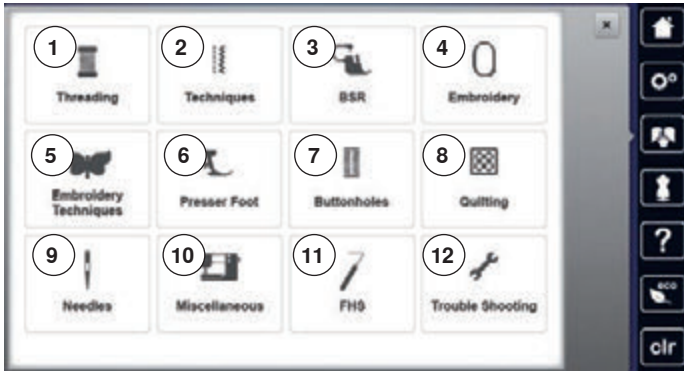 1
Threading
2
Techniques
3
BSR
4
Embroidery
5
Embroidery
Techniques
6
Presser Foot
7
Buttonholes
8
Quilting
9
Needles
10
Miscellaneous
11
FHS
12
Trouble Shooting
×
?
eco
clr